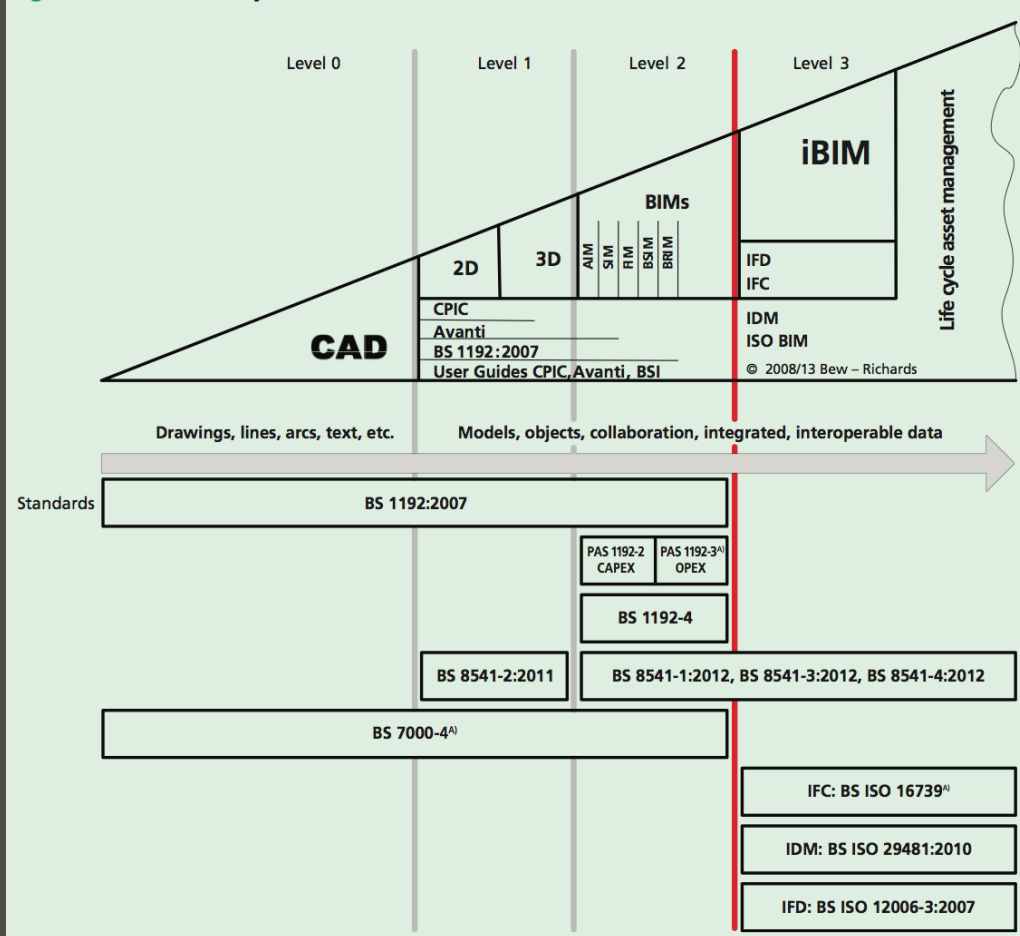 Level 0
Level 1
Level 2
Level 3
iBIM
BIMs
Life cycle asset management
2D
3D
AIM
SIM
FIM
BSIM
BRIM
IFD
IFC
CPIC
Avanti
BS 1192:2007
User Guides CPIC, Avanti, BSI
IDM
ISO BIM
CAD
© 2008/13 Bew – Richards
Drawings, lines, arcs, text, etc.
Models, objects, collaboration, integrated, interoperable data
Standards
BS 1192:2007
PAS 1192-2
CAPEX
PAS 1192-3A)
OPEX
BS 1192-4
BS 8541-2:2011
BS 8541-1:2012, BS 8541-3:2012, BS 8541-4:2012
BS 7000-4A)
IFC: BS ISO 16739A)
IDM: BS ISO 29481:2010
IFD: BS ISO 12006-3:2007